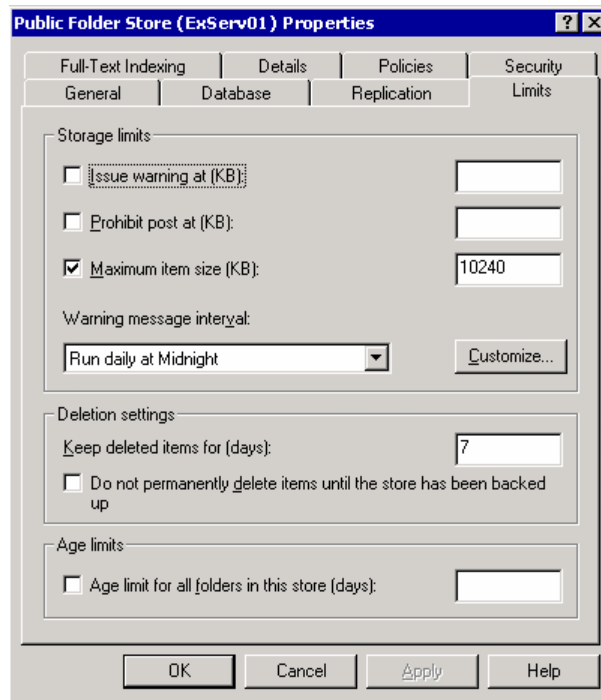 Public Folder Store (ExServ01) Properties
Full-Text Indexing Details Policies Security
General Database Replication Limits
Storage limits
Issue warning at (KB):
Prohibit post at (KB):
Maximum item size (KB): 10240
Warning message interval:
Run daily at Midnight Customize...
Deletion settings
Keep deleted items for (days): 7
Do not permanently delete items until the store has been backed
up
Age limits
Age limit for all folders in this store (days):
OK Cancel Apply Help